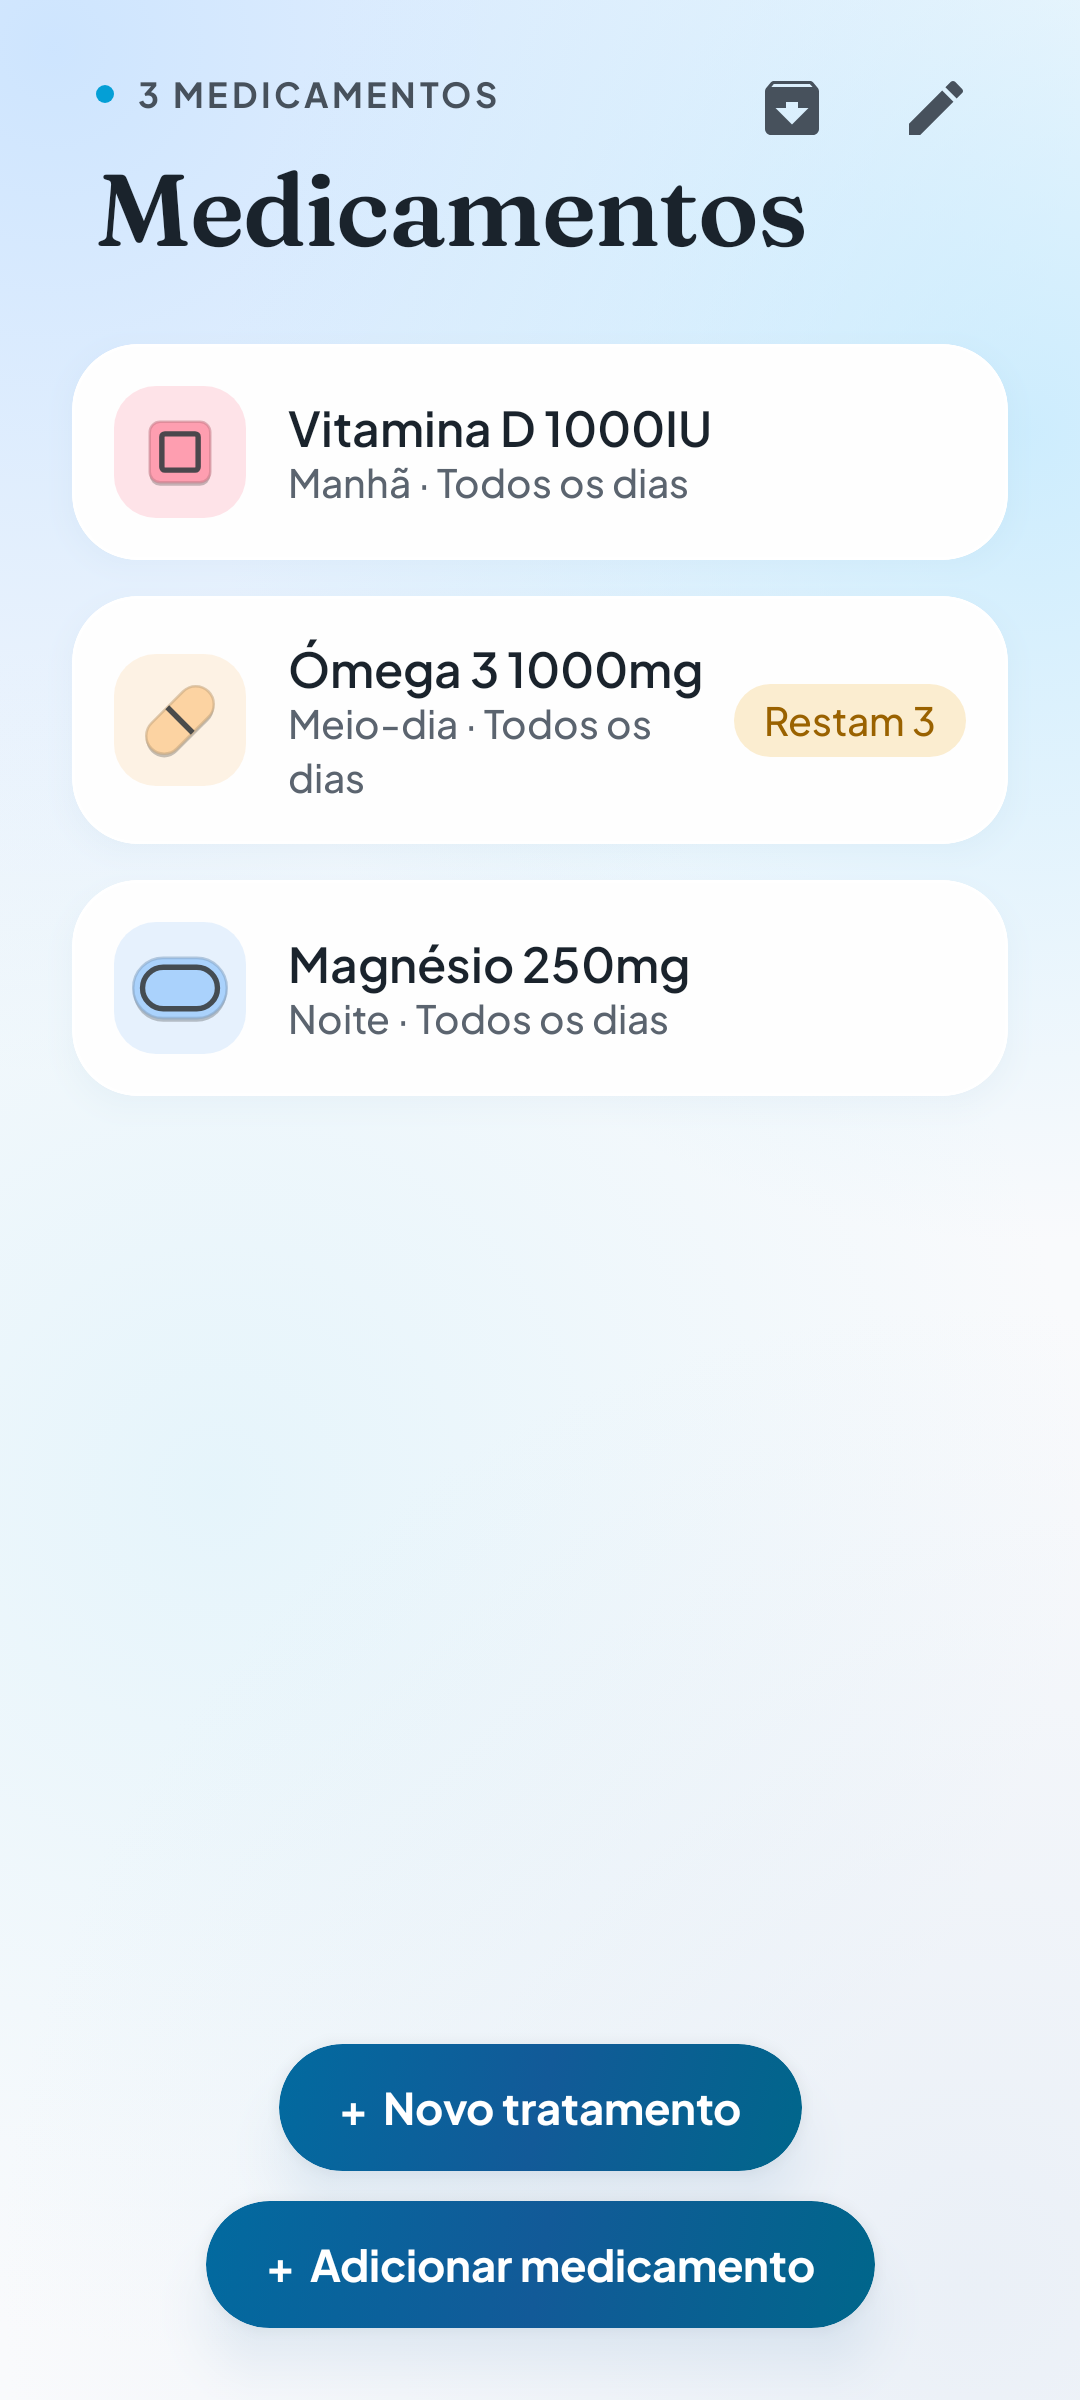 3 MEDICAMENTOS
Medicamentos
Vitamina D 1000IU
Manhã · Todos os dias
Ómega 3 1000mg
Meio-dia · Todos os
dias
Restam 3
Magnésio 250mg
Noite · Todos os dias
+ Novo tratamento
+ Adicionar medicamento